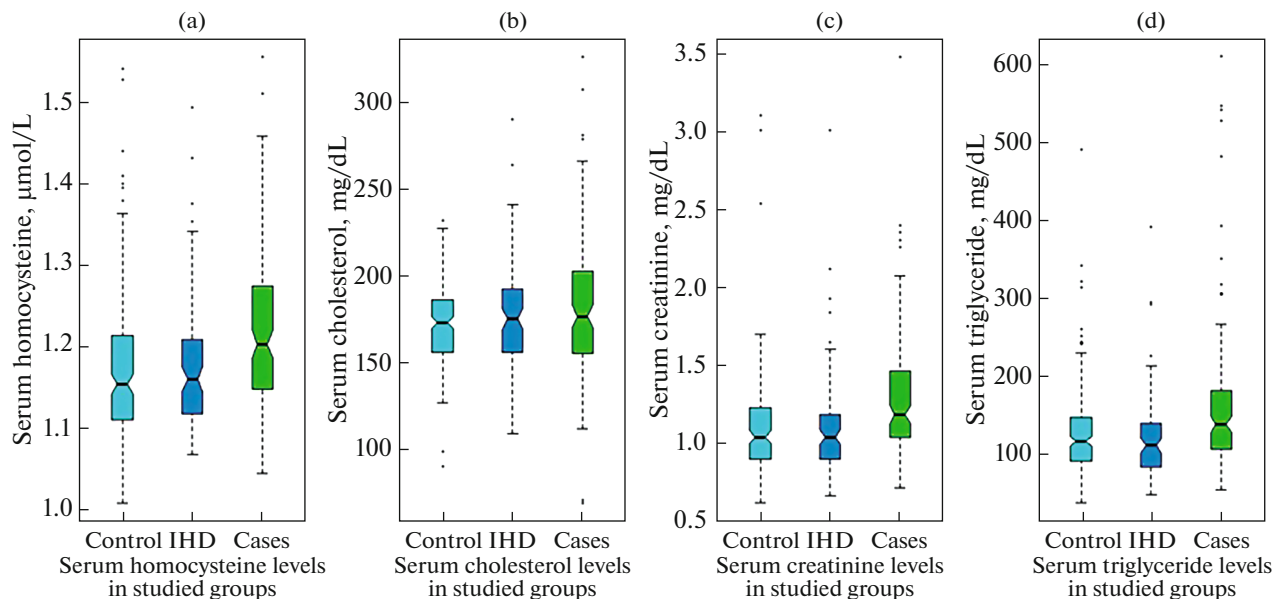 (a)
Serum homocysteine, μmol/L
1.5
1.4
1.3
1.2
1.1
1.0
Control IHD Cases
Serum homocysteine levels
in studied groups
(b)
Serum cholesterol, mg/dL
300
250
200
150
100
Control IHD Cases
Serum cholesterol levels
in studied groups
(c)
Serum creatinine, mg/dL
3.5
3.0
2.5
2.0
1.5
1.0
0.5
Control IHD Cases
Serum creatinine levels
in studied groups
(d)
Serum triglyceride, mg/dL
600
500
400
300
200
100
Control IHD Cases
Serum triglyceride levels
in studied groups